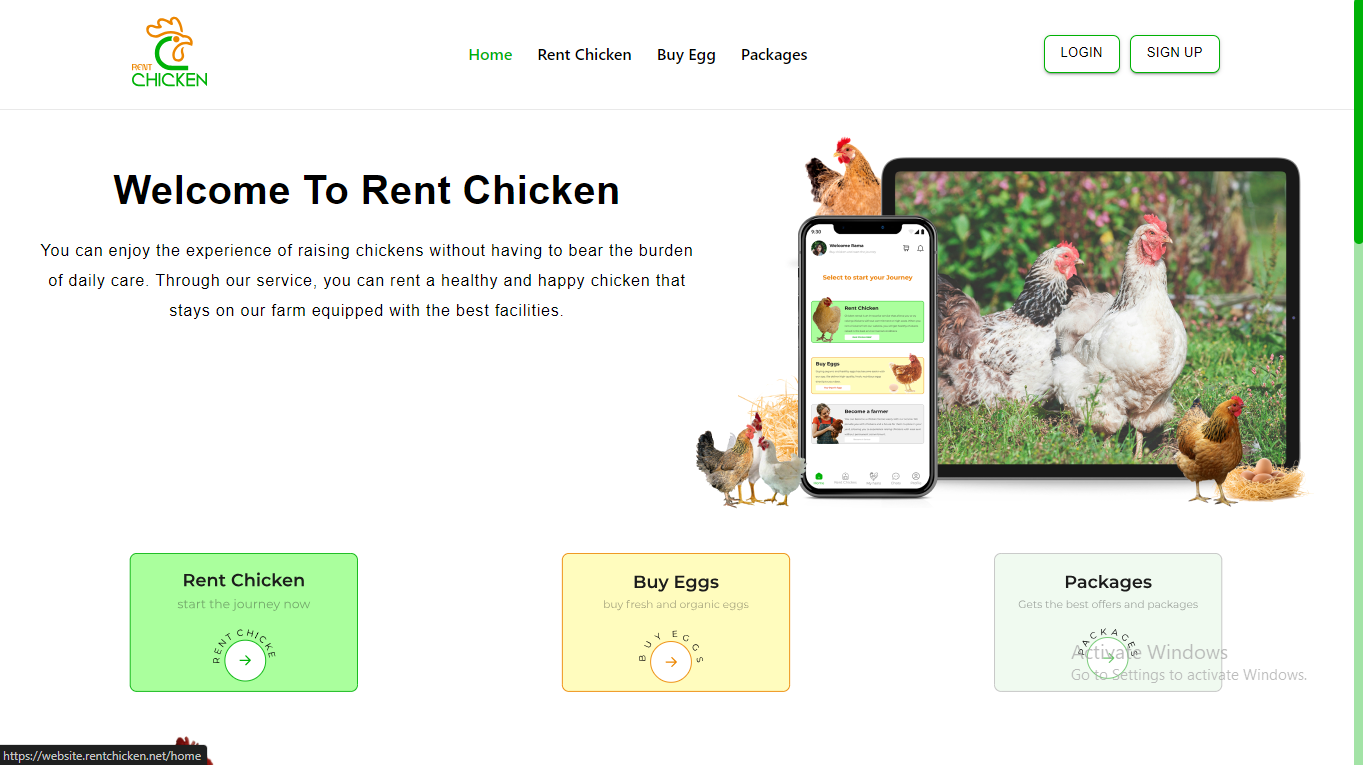 RENT
CHICKEN
Home
Rent Chicken
Buy Egg
Packages
LOGIN
SIGN UP
Welcome To Rent Chicken
You can enjoy the experience of raising chickens without having to bear the burden
of daily care. Through our service, you can rent a healthy and happy chicken that
stays on our farm equipped with the best facilities.
9:30
Welcome Rama
Select to start your Journey
Rent Chicken
Buy Eggs
Become a farmer
Rent Chicken
start the journey now
RENT CHICKE
Buy Eggs
buy fresh and organic eggs
BUY EGGS
Packages
Gets the best offers and packages
PACKAGES
Activate Windows
Go to Settings to activate Windows.
https://website.rentchicken.net/home